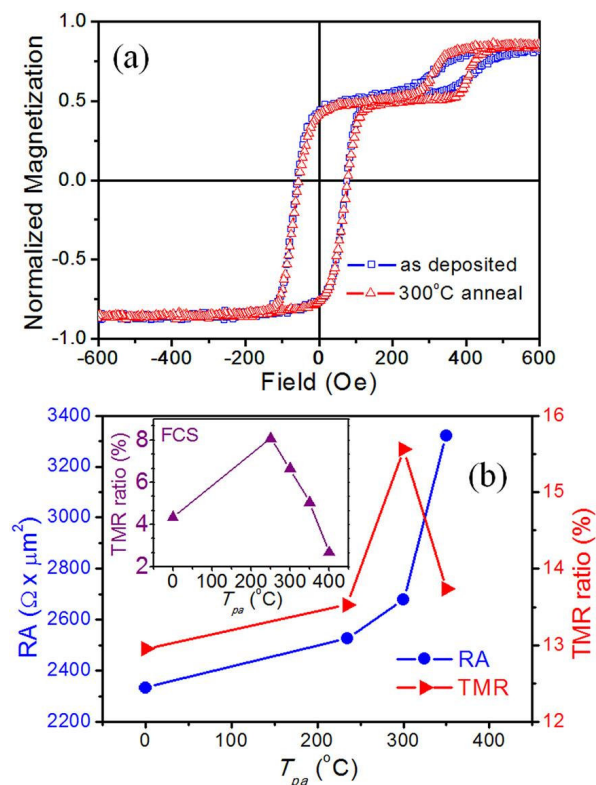 (a)
Normalized Magnetization
1.0
0.5
0.0
-0.5
-1.0
as deposited
300°C anneal
-600 -400 -200 0 200 400 600
Field (Oe)
(b)
RA (Ω x μm²)
3400
3200
3000
2800
2600
2400
2200
FCS
TMR ratio (%)
8
6
4
2
0 100 200 300 400
Tpa (°C)
RA
TMR
16
15
14
13
12
TMR ratio (%)
0 100 200 300 400
Tpa (°C)